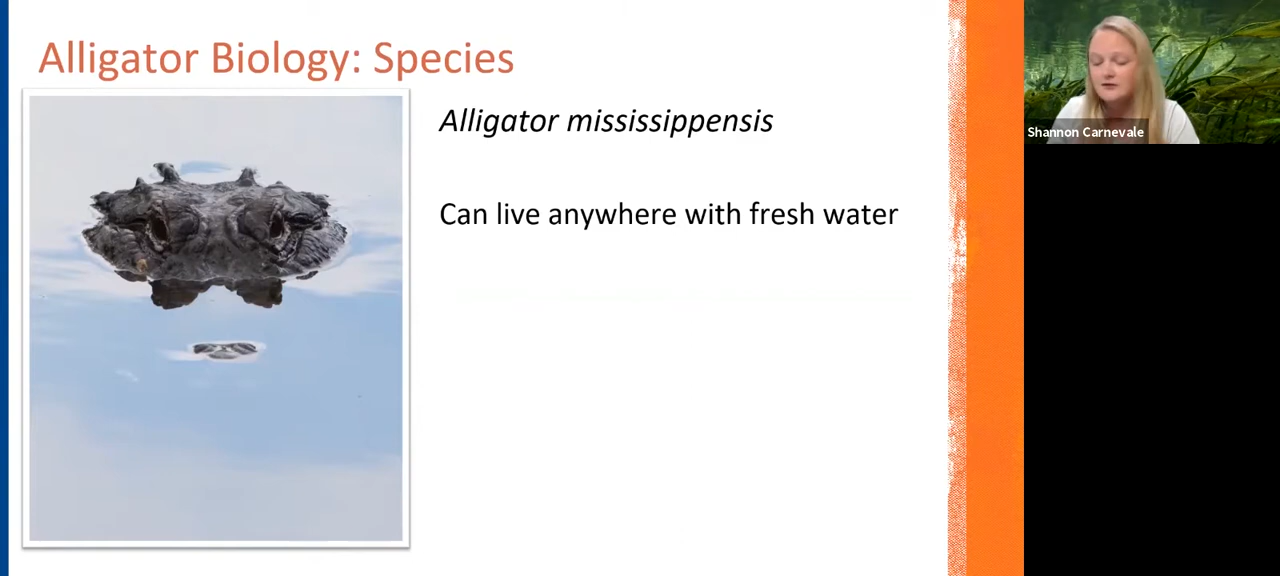 Alligator Biology: Species
Alligator mississippensis
Can live anywhere with fresh water
Shannon Carnevale